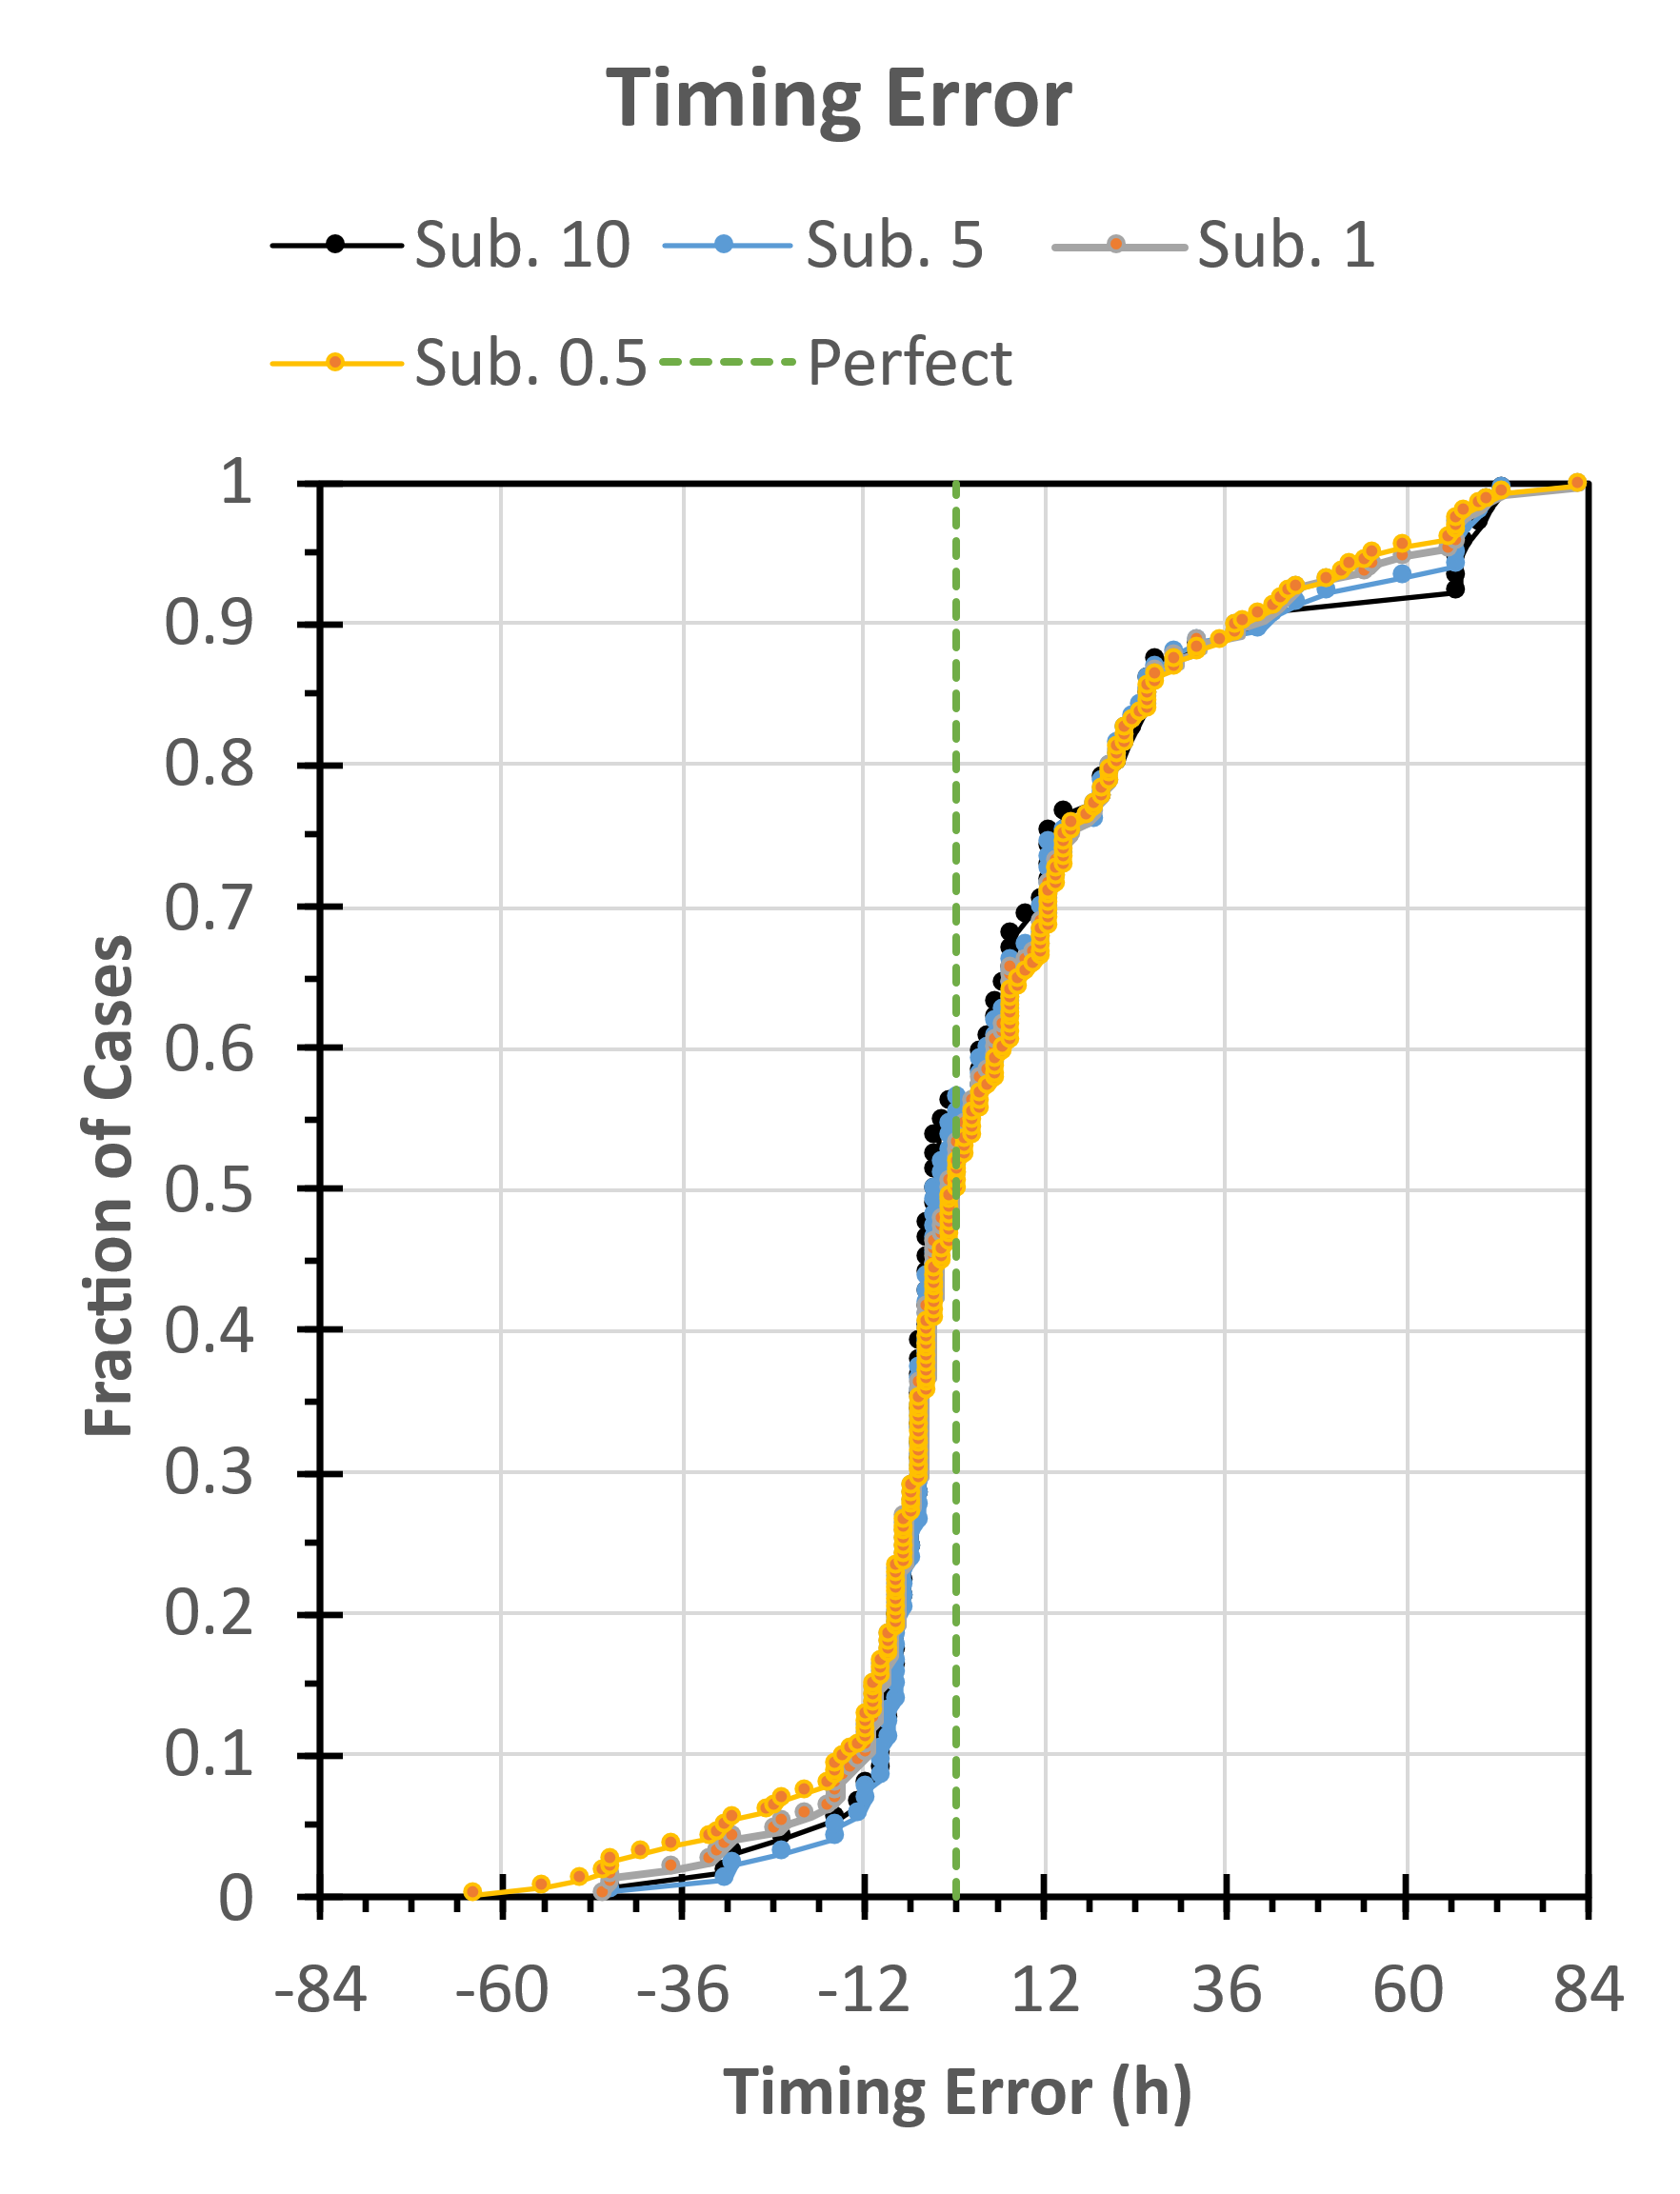 Timing Error
Sub. 10 Sub. 5 Sub. 1
Sub. 0.5 Perfect
1
0.9
0.8
0.7
0.6
0.5
0.4
0.3
0.2
0.1
0
Fraction of Cases
-84 -60 -36 -12 12 36 60 84
Timing Error (h)